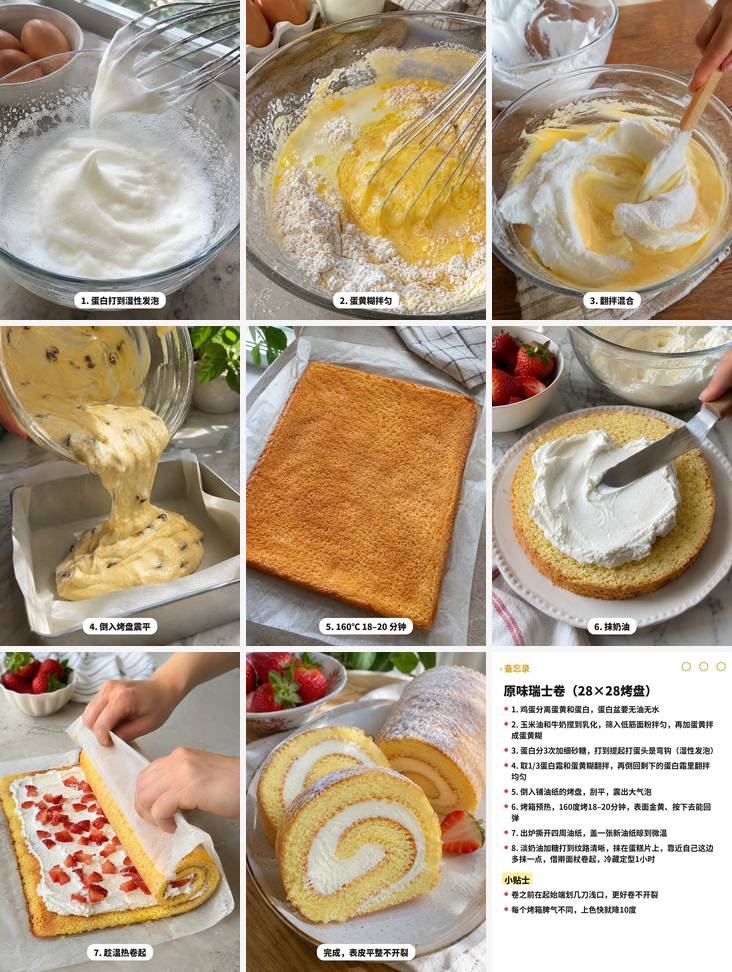 1. 蛋白打到湿性发泡
2. 蛋黄糊拌匀
3. 翻拌混合
4. 倒入烤盘震平
5. 160℃ 18–20 分钟
6. 抹奶油
7. 趁温热卷起
完成，表皮平整不开裂
‹ 备忘录
原味瑞士卷（28×28烤盘）
1. 鸡蛋分离蛋黄和蛋白，蛋白盆要无油无水
2. 玉米油和牛奶搅到乳化，筛入低筋面粉拌匀，再加蛋黄拌
成蛋黄糊
3. 蛋白分3次加细砂糖，打到提起打蛋头是弯钩（湿性发泡）
4. 取1/3蛋白霜和蛋黄糊翻拌，再倒回剩下的蛋白霜里翻拌
均匀
5. 倒入铺油纸的烤盘，刮平，震出大气泡
6. 烤箱预热，160度烤18–20分钟，表面金黄、按下去能回
弹
7. 出炉撕开四周油纸，盖一张新油纸晾到微温
8. 淡奶油加糖打到纹路清晰，抹在蛋糕片上，靠近自己这边
多抹一点，借擀面杖卷起，冷藏定型1小时
小贴士
卷之前在起始端划几刀浅口，更好卷不开裂
每个烤箱脾气不同，上色快就降10度